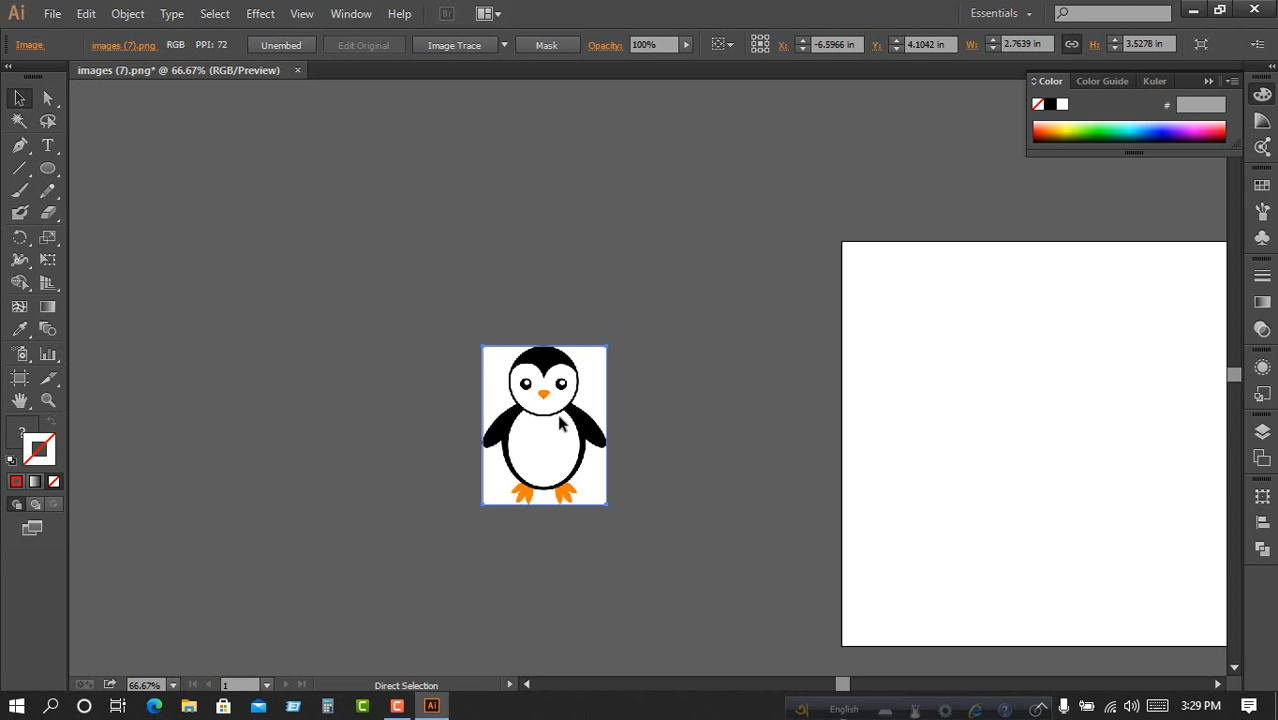 Ai File Edit Object Type Select Effect View Window Help Br Essentials
Image images (7).png RGB PPI: 72 Unembed Edit Original Image Trace Mask Opacity: 100% X: -6.5966 in Y: 4.1042 in W: 2.7639 in H: 3.5278 in
images (7).png* @ 66.67% (RGB/Preview)
Color Color Guide Kuler
#
T
?
66.67% 1 Direct Selection
English 3:29 PM